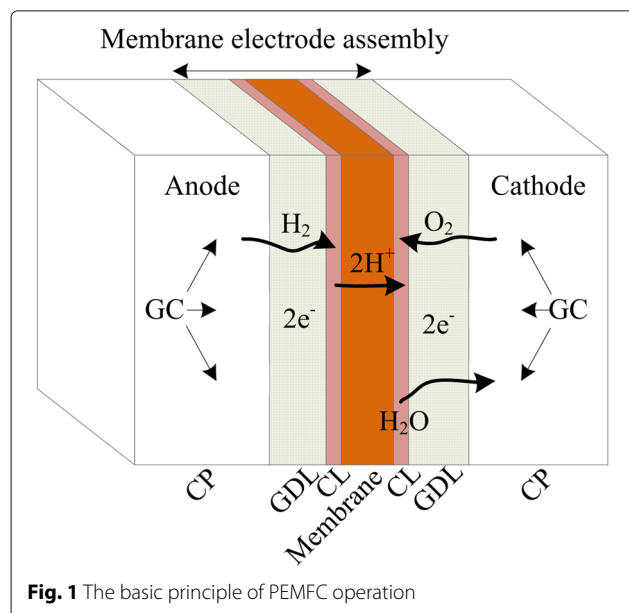 Membrane electrode assembly
Anode
Cathode
H₂
O₂
2H⁺
GC
2e⁻
2e⁻
GC
H₂O
CP
GDL
CL
Membrane
CL
GDL
CP
Fig. 1 The basic principle of PEMFC operation